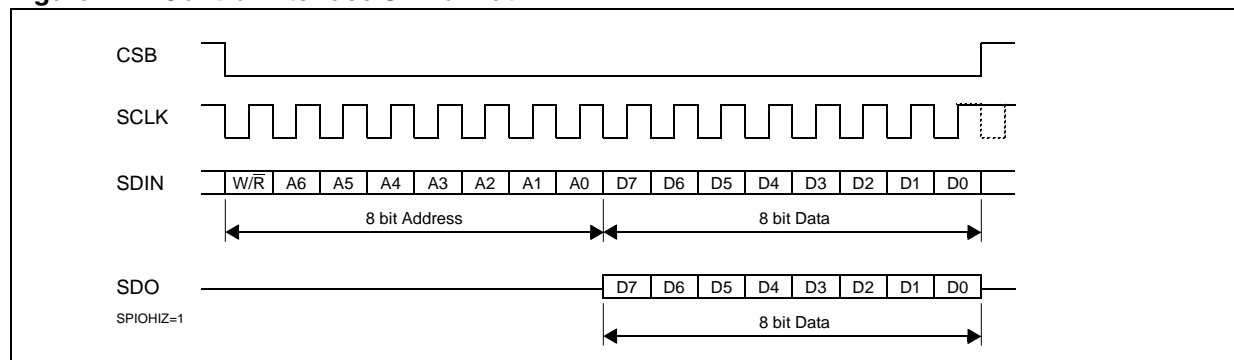 CSB
SCLK
SDIN W/R̅ A6 A5 A4 A3 A2 A1 A0 D7 D6 D5 D4 D3 D2 D1 D0
8 bit Address 8 bit Data
SDO D7 D6 D5 D4 D3 D2 D1 D0
SPIOHIZ=1 8 bit Data